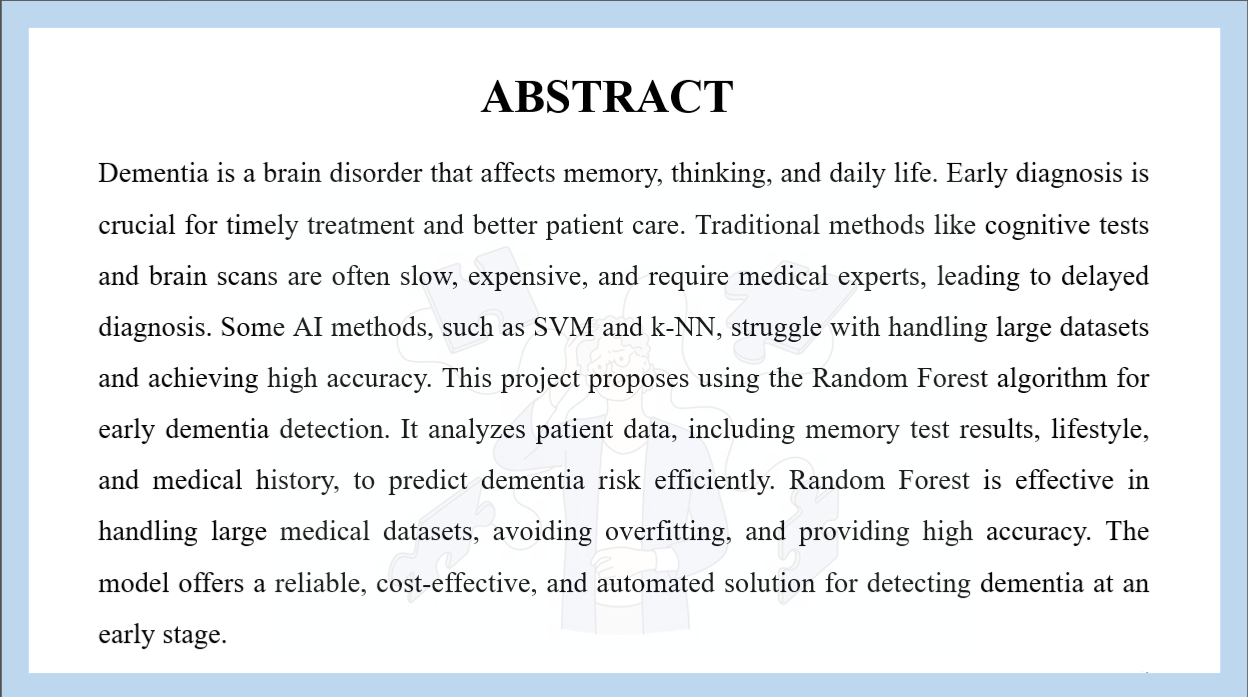 ABSTRACT
Dementia is a brain disorder that affects memory, thinking, and daily life. Early diagnosis is
crucial for timely treatment and better patient care. Traditional methods like cognitive tests
and brain scans are often slow, expensive, and require medical experts, leading to delayed
diagnosis. Some AI methods, such as SVM and k-NN, struggle with handling large datasets
and achieving high accuracy. This project proposes using the Random Forest algorithm for
early dementia detection. It analyzes patient data, including memory test results, lifestyle,
and medical history, to predict dementia risk efficiently. Random Forest is effective in
handling large medical datasets, avoiding overfitting, and providing high accuracy. The
model offers a reliable, cost-effective, and automated solution for detecting dementia at an
early stage.